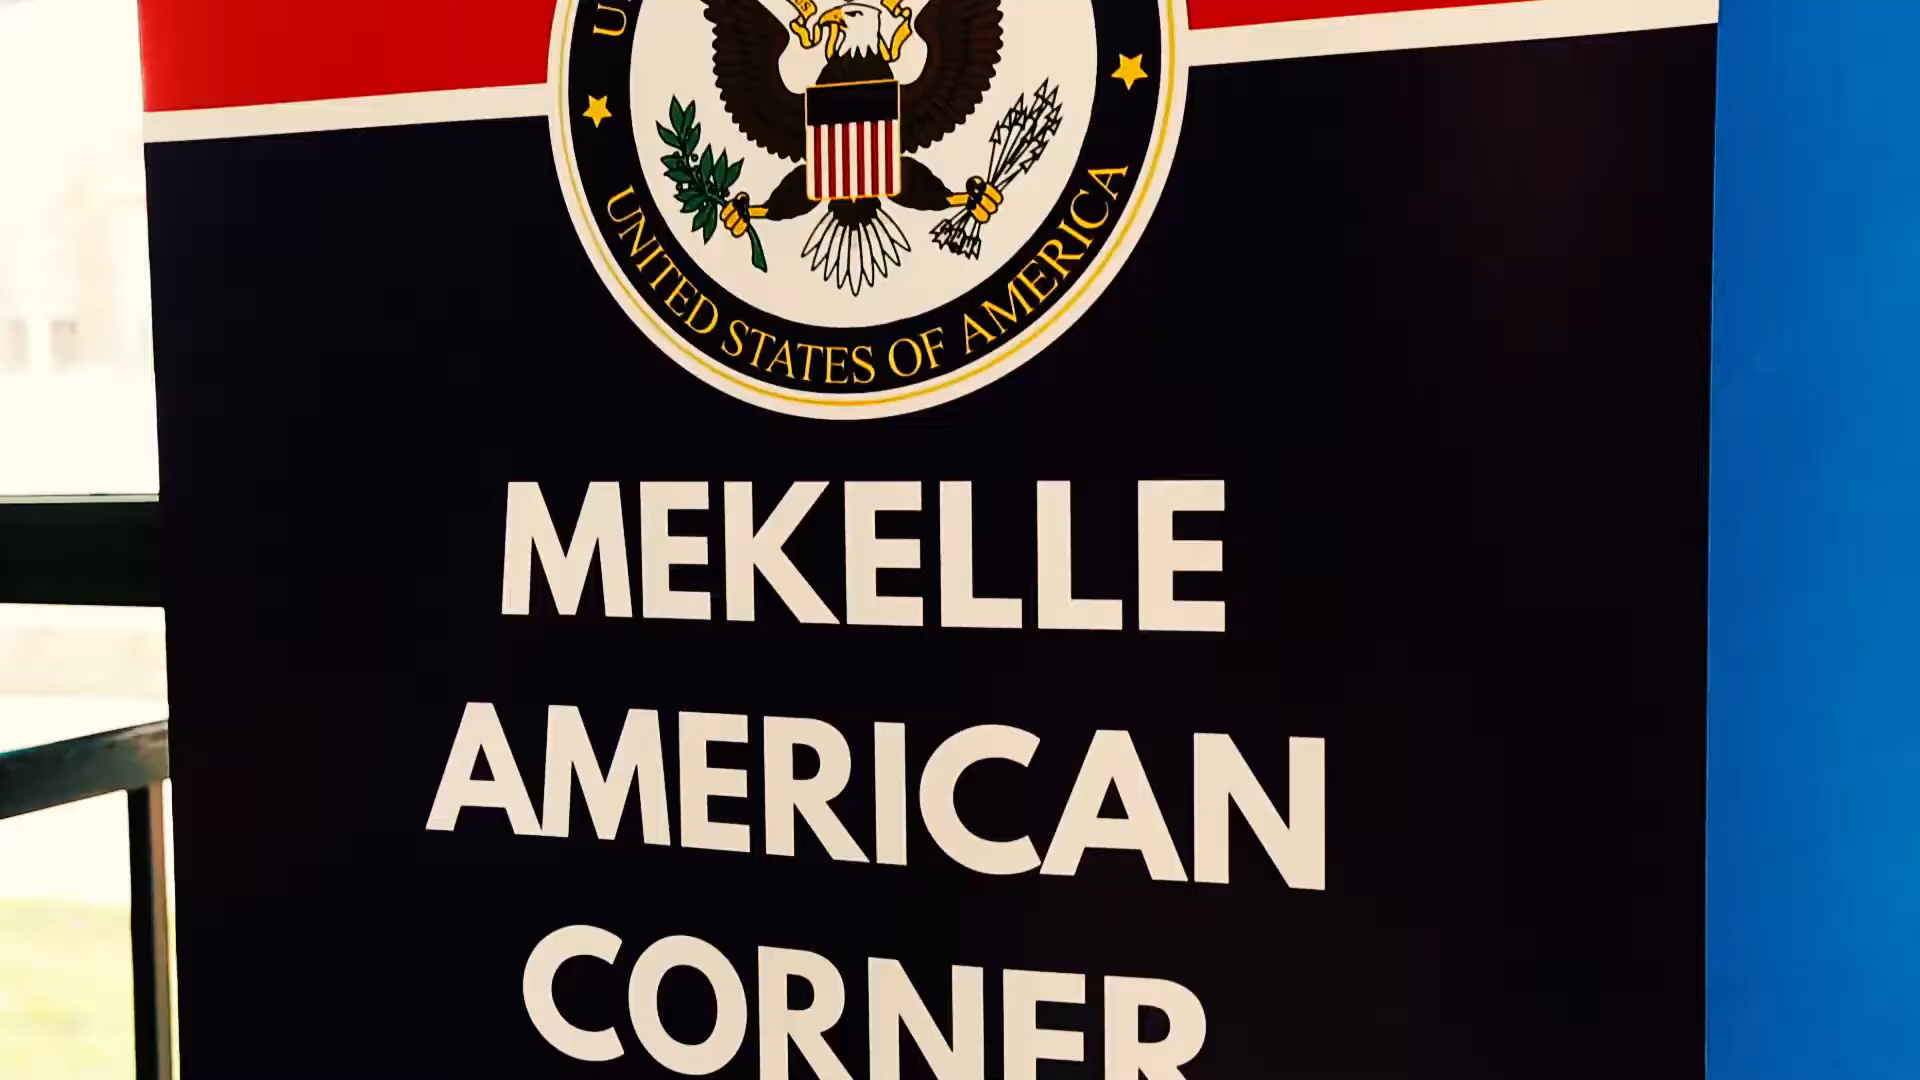 UNITED STATES OF AMERICA
MEKELLE
AMERICAN
CORNER